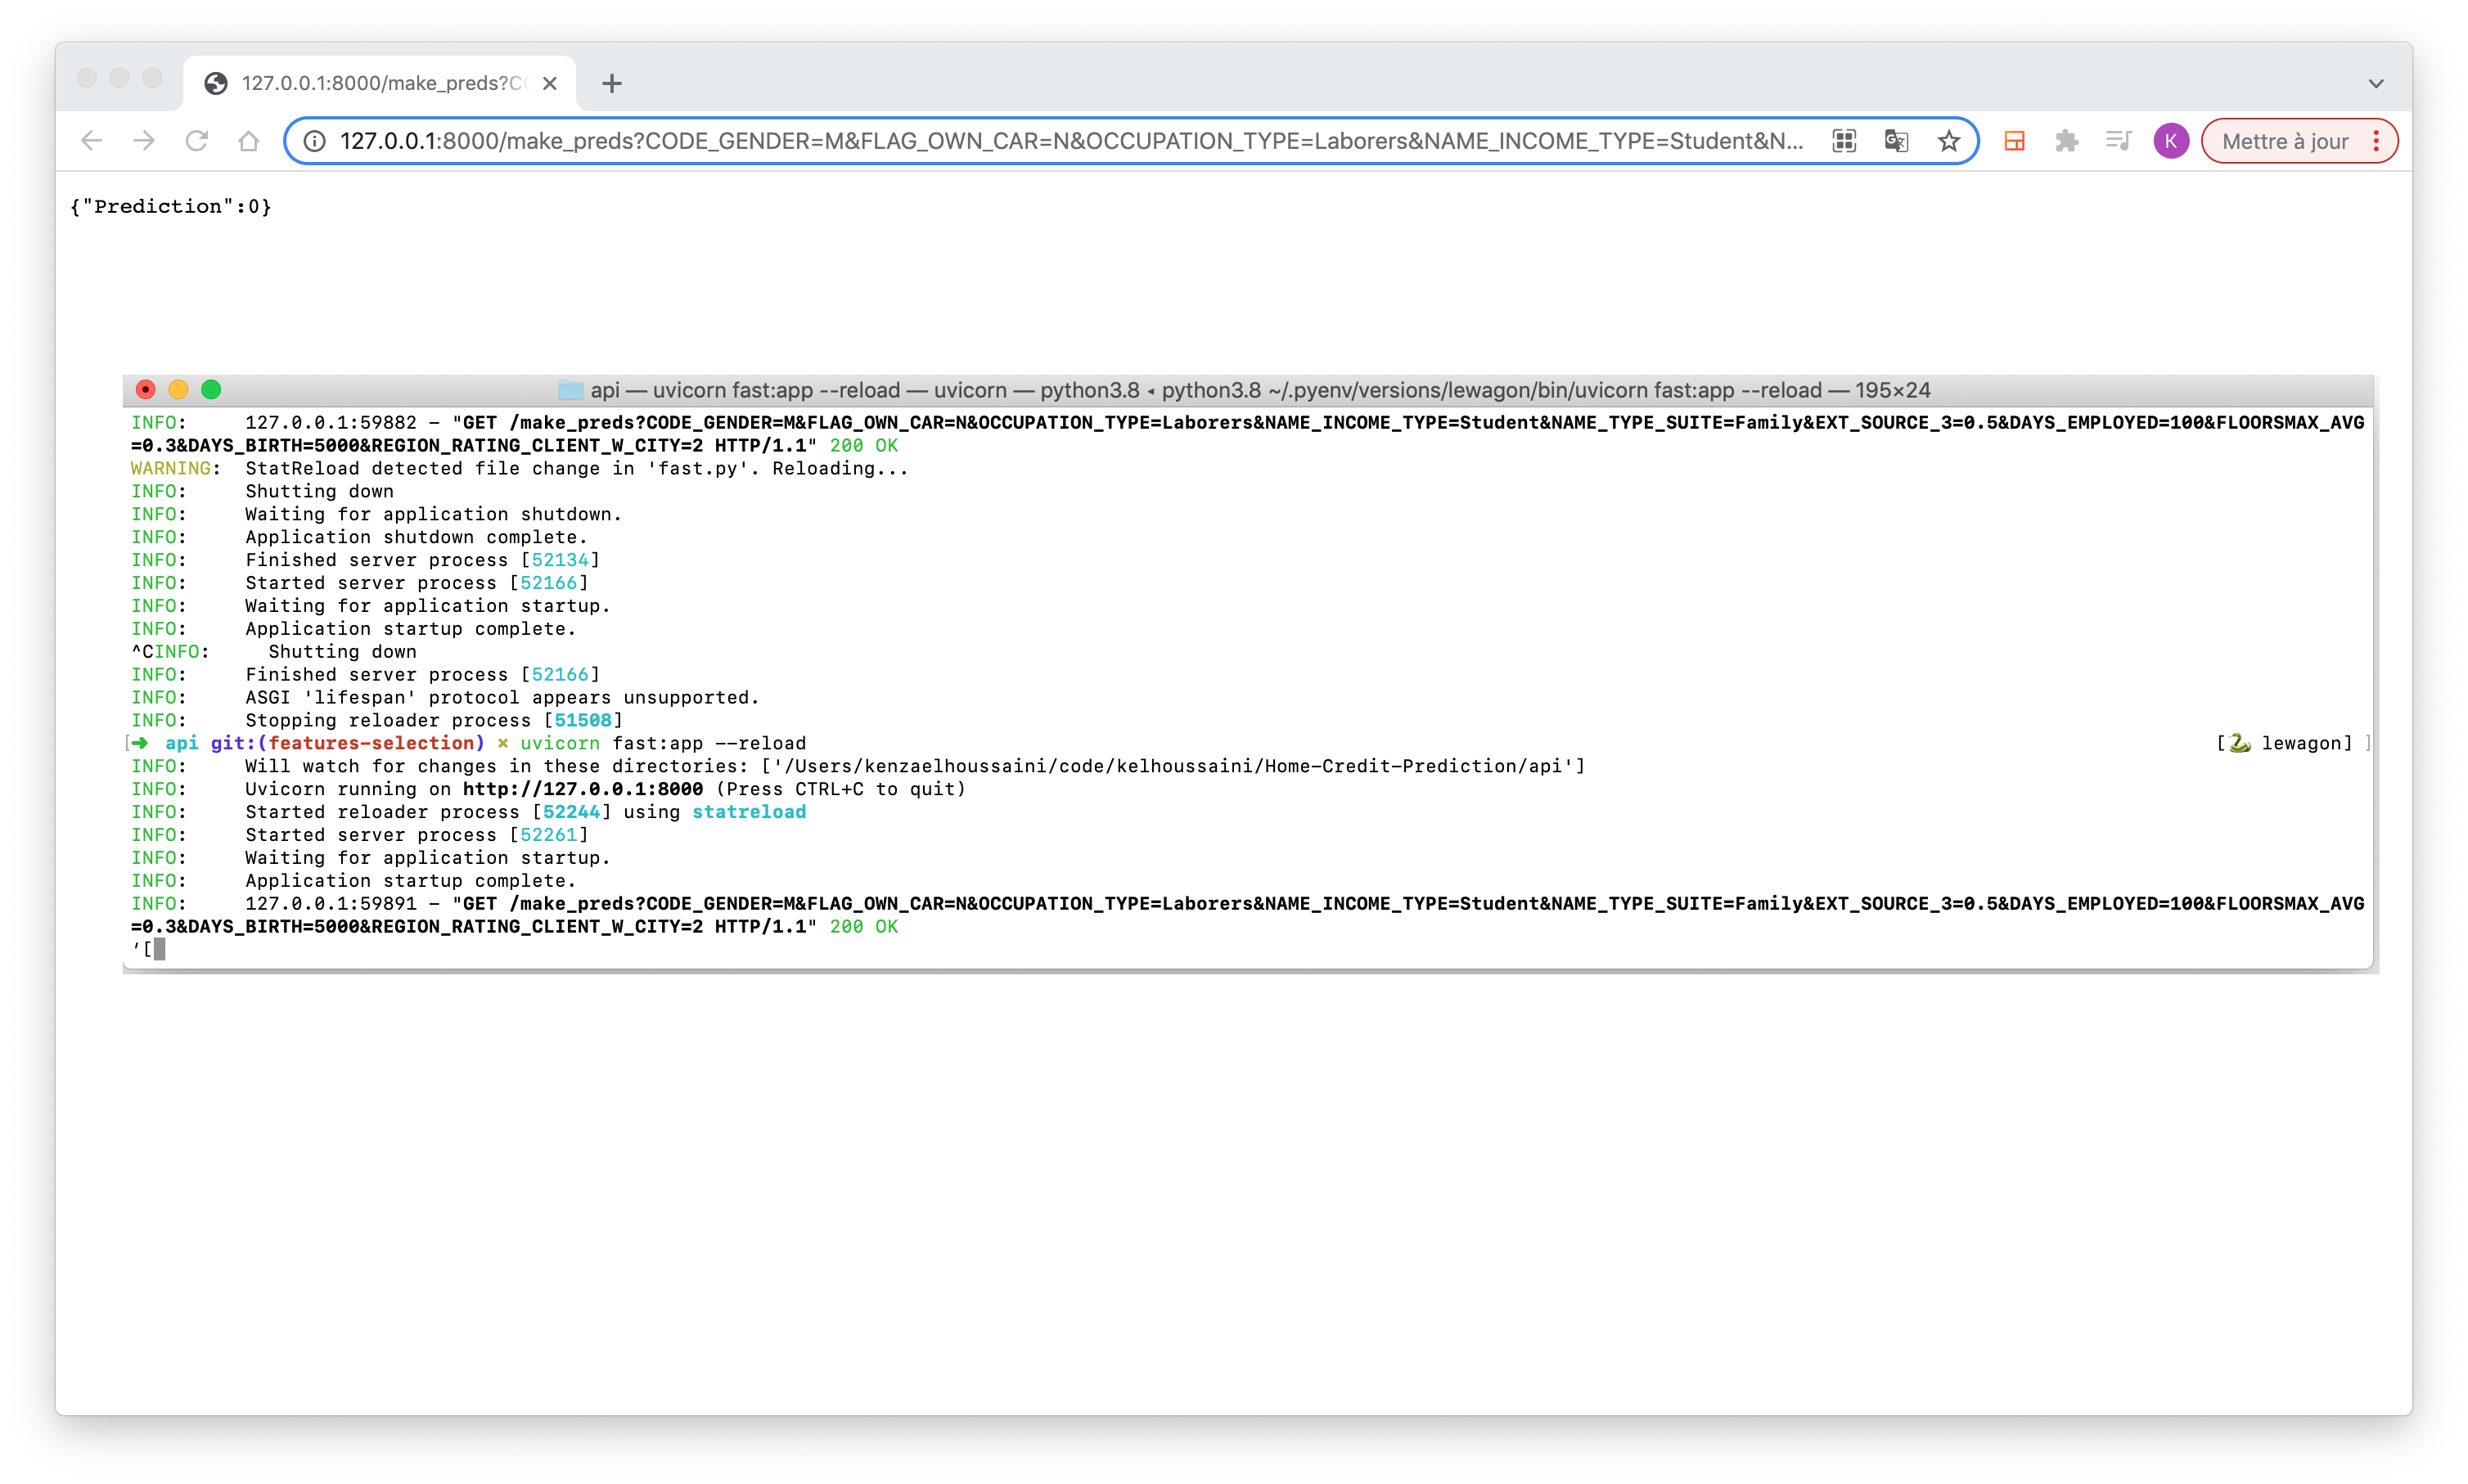 127.0.0.1:8000/make_preds?C
127.0.0.1:8000/make_preds?CODE_GENDER=M&FLAG_OWN_CAR=N&OCCUPATION_TYPE=Laborers&NAME_INCOME_TYPE=Student&N...
K
Mettre à jour
{"Prediction":0}
api — uvicorn fast:app --reload — uvicorn — python3.8 ◂ python3.8 ~/.pyenv/versions/lewagon/bin/uvicorn fast:app --reload — 195×24
INFO:     127.0.0.1:59882 - "GET /make_preds?CODE_GENDER=M&FLAG_OWN_CAR=N&OCCUPATION_TYPE=Laborers&NAME_INCOME_TYPE=Student&NAME_TYPE_SUITE=Family&EXT_SOURCE_3=0.5&DAYS_EMPLOYED=100&FLOORSMAX_AVG
=0.3&DAYS_BIRTH=5000&REGION_RATING_CLIENT_W_CITY=2 HTTP/1.1" 200 OK
WARNING:  StatReload detected file change in 'fast.py'. Reloading...
INFO:     Shutting down
INFO:     Waiting for application shutdown.
INFO:     Application shutdown complete.
INFO:     Finished server process [52134]
INFO:     Started server process [52166]
INFO:     Waiting for application startup.
INFO:     Application startup complete.
^CINFO:     Shutting down
INFO:     Finished server process [52166]
INFO:     ASGI 'lifespan' protocol appears unsupported.
INFO:     Stopping reloader process [51508]
[➜  api git:(features-selection) ✗ uvicorn fast:app --reload [🐍 lewagon] ]
INFO:     Will watch for changes in these directories: ['/Users/kenzaelhoussaini/code/kelhoussaini/Home-Credit-Prediction/api']
INFO:     Uvicorn running on http://127.0.0.1:8000 (Press CTRL+C to quit)
INFO:     Started reloader process [52244] using statreload
INFO:     Started server process [52261]
INFO:     Waiting for application startup.
INFO:     Application startup complete.
INFO:     127.0.0.1:59891 - "GET /make_preds?CODE_GENDER=M&FLAG_OWN_CAR=N&OCCUPATION_TYPE=Laborers&NAME_INCOME_TYPE=Student&NAME_TYPE_SUITE=Family&EXT_SOURCE_3=0.5&DAYS_EMPLOYED=100&FLOORSMAX_AVG
=0.3&DAYS_BIRTH=5000&REGION_RATING_CLIENT_W_CITY=2 HTTP/1.1" 200 OK
‘[